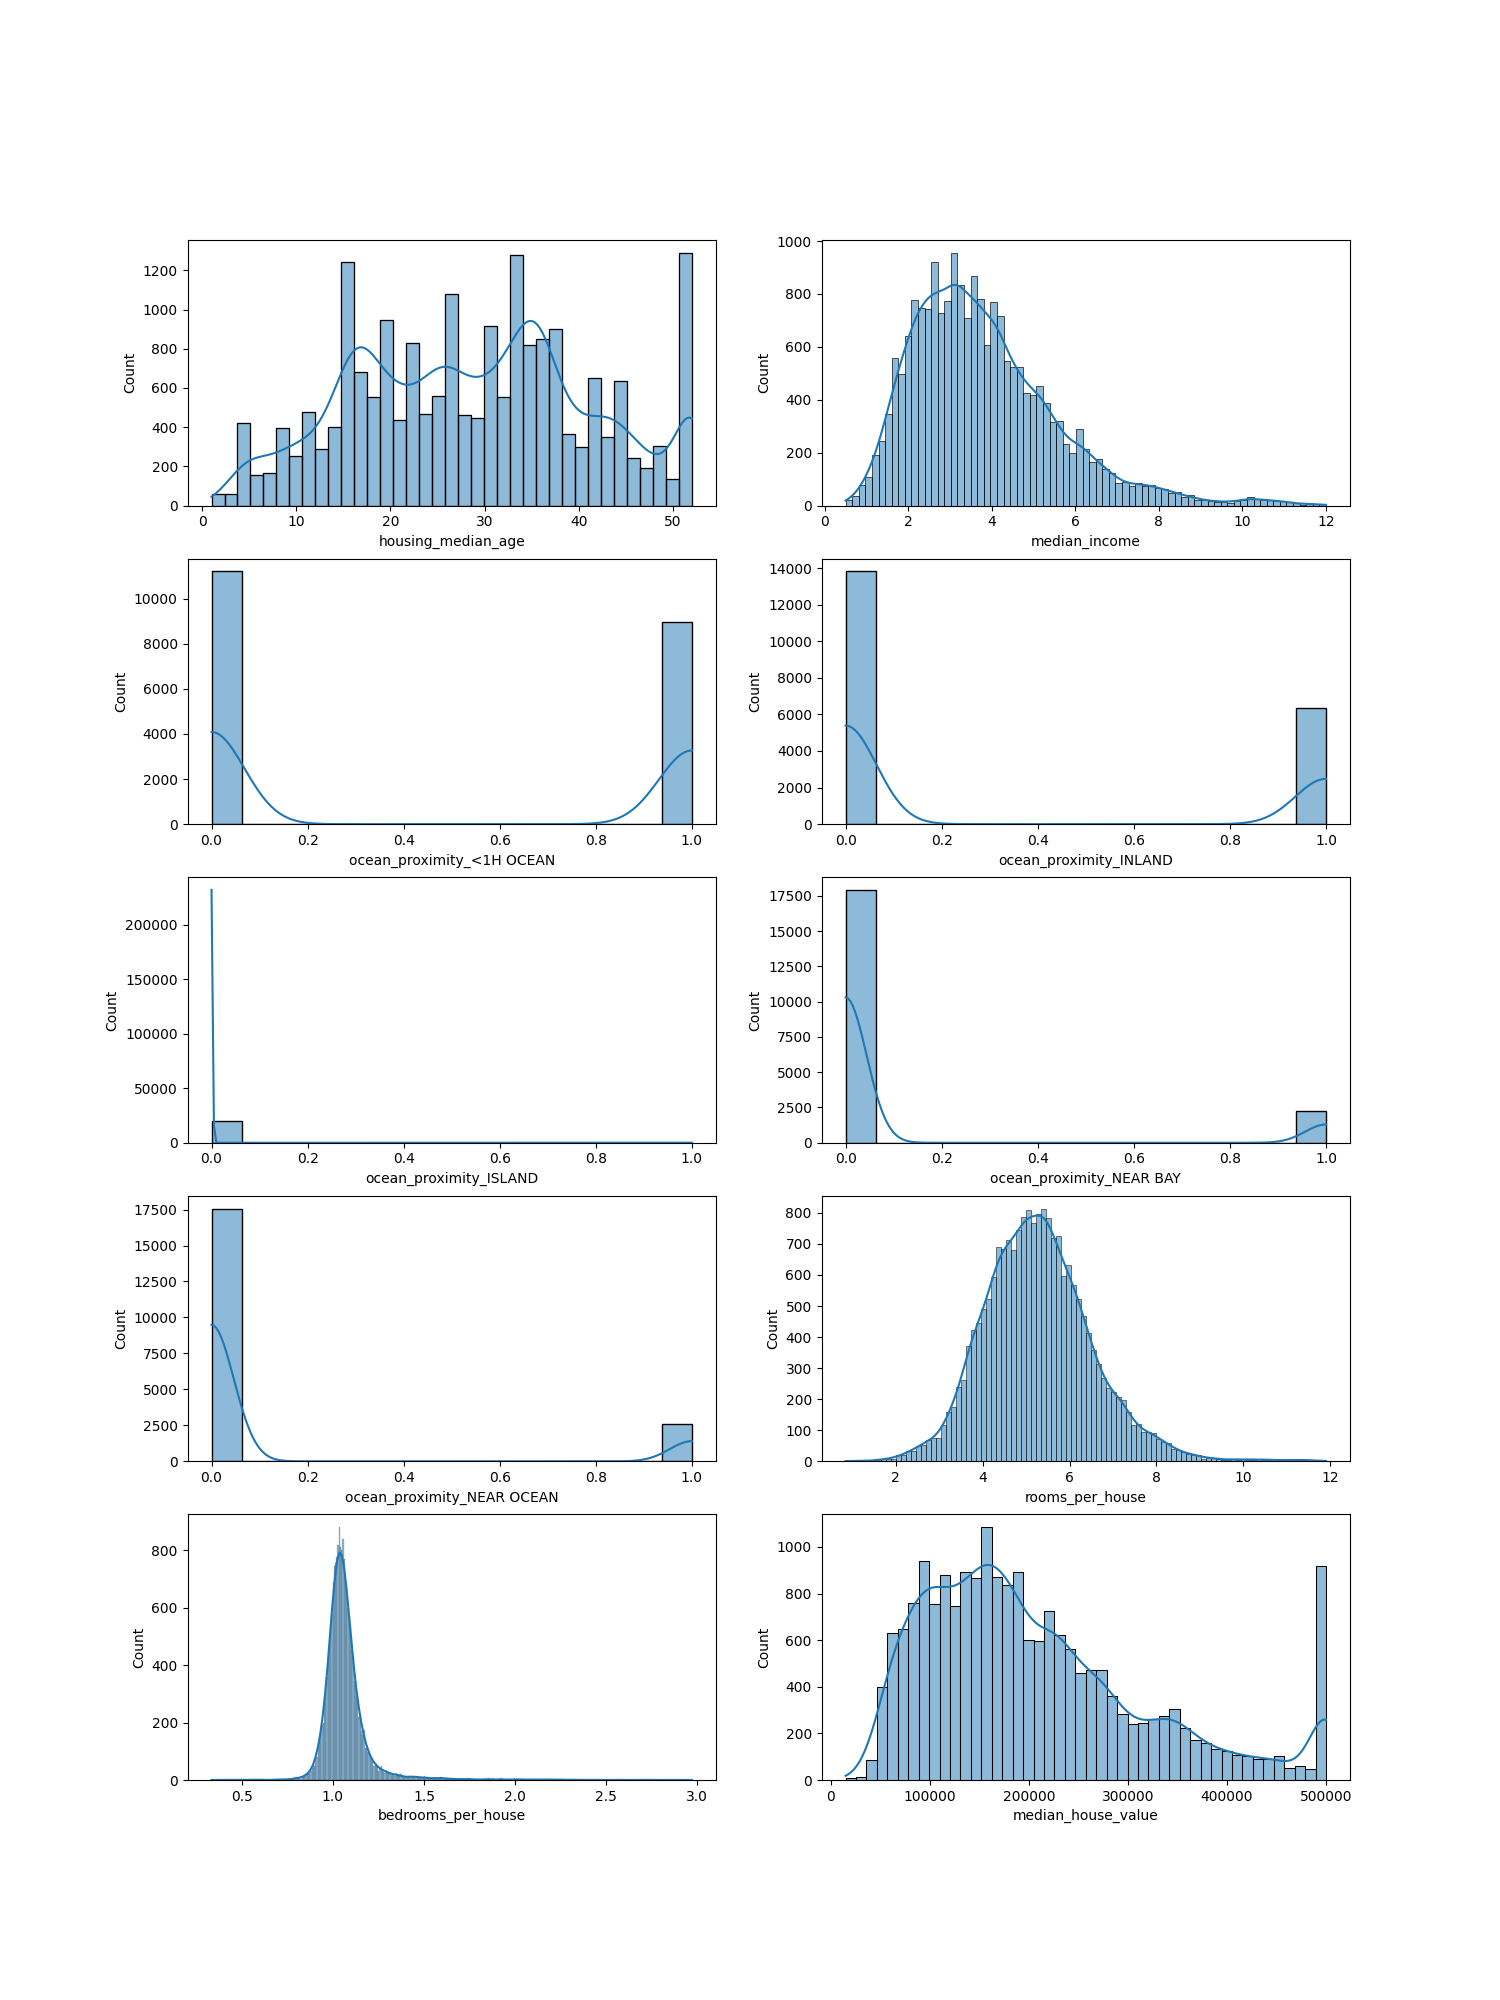 Count
1200
1000
800
600
400
200
0
0 10 20 30 40 50
housing_median_age
Count
1000
800
600
400
200
0
0 2 4 6 8 10 12
median_income
Count
10000
8000
6000
4000
2000
0
0.0 0.2 0.4 0.6 0.8 1.0
ocean_proximity_<1H OCEAN
Count
14000
12000
10000
8000
6000
4000
2000
0
0.0 0.2 0.4 0.6 0.8 1.0
ocean_proximity_INLAND
Count
200000
150000
100000
50000
0
0.0 0.2 0.4 0.6 0.8 1.0
ocean_proximity_ISLAND
Count
17500
15000
12500
10000
7500
5000
2500
0
0.0 0.2 0.4 0.6 0.8 1.0
ocean_proximity_NEAR BAY
Count
17500
15000
12500
10000
7500
5000
2500
0
0.0 0.2 0.4 0.6 0.8 1.0
ocean_proximity_NEAR OCEAN
Count
800
700
600
500
400
300
200
100
0
2 4 6 8 10 12
rooms_per_house
Count
800
600
400
200
0
0.5 1.0 1.5 2.0 2.5 3.0
bedrooms_per_house
Count
1000
800
600
400
200
0
0 100000 200000 300000 400000 500000
median_house_value